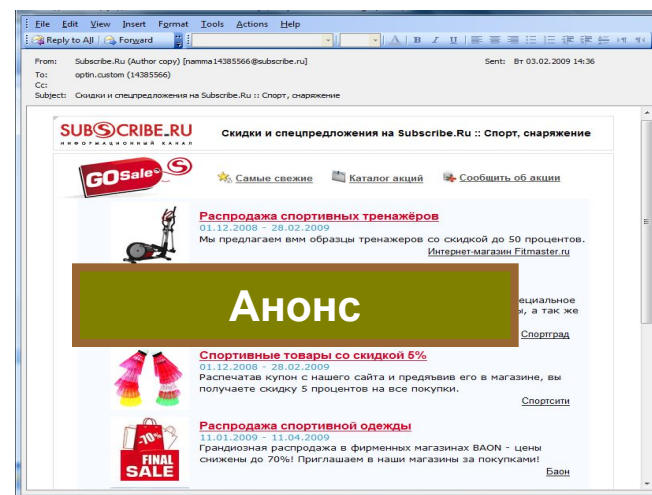 File Edit View Insert Format Tools Actions Help
Reply to All Forward A B I U
From: Subscribe.Ru (Author copy) [namma14385566@subscribe.ru] Sent: Вт 03.02.2009 14:36
To: optin.custom (14385566)
Cc:
Subject: Скидки и спецпредложения на Subscribe.Ru :: Спорт, снаряжение
SUBSCRIBE.RU Скидки и спецпредложения на Subscribe.Ru :: Спорт, снаряжение
ИНФОРМАЦИОННЫЙ КАНАЛ
GOSale S Самые свежие Каталог акций Сообщить об акции
Распродажа спортивных тренажёров
01.12.2008 - 28.02.2009
Мы предлагаем вмм образцы тренажеров со скидкой до 50 процентов.
Интернет-магазин Fitmaster.ru
Анонс
ециальное
ы, а так же
Спортград
Спортивные товары со скидкой 5%
01.12.2008 - 28.02.2009
Распечатав купон с нашего сайта и предъвив его в магазине, вы
получаете скидку 5 процентов на все покупки.
Спортсити
-10%
FINAL
SALE
Распродажа спортивной одежды
11.01.2009 - 11.04.2009
Грандиозная распродажа в фирменных магазинах BAON - цены
снижены до 70%! Приглашаем в наши магазины за покупками!
Баон